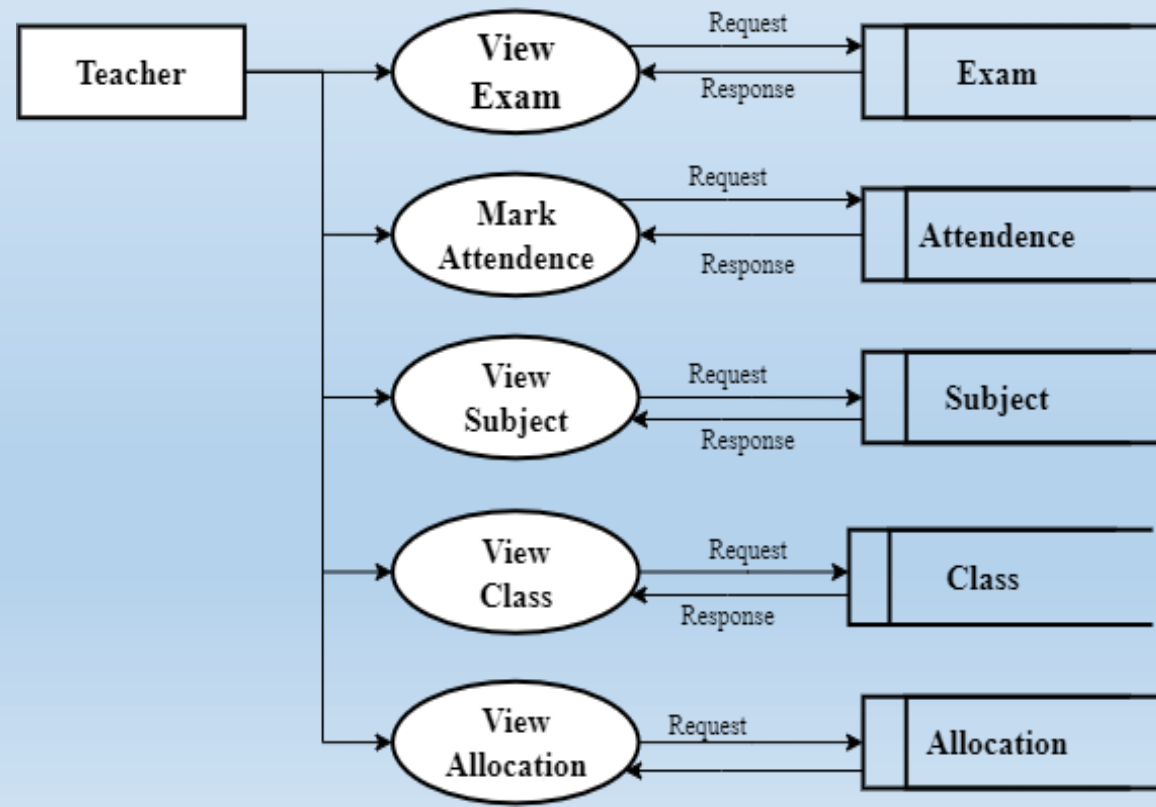 Teacher
View
Exam
Request
Response
Exam
Mark
Attendence
Request
Response
Attendence
View
Subject
Request
Response
Subject
View
Class
Request
Response
Class
View
Allocation
Request
Allocation